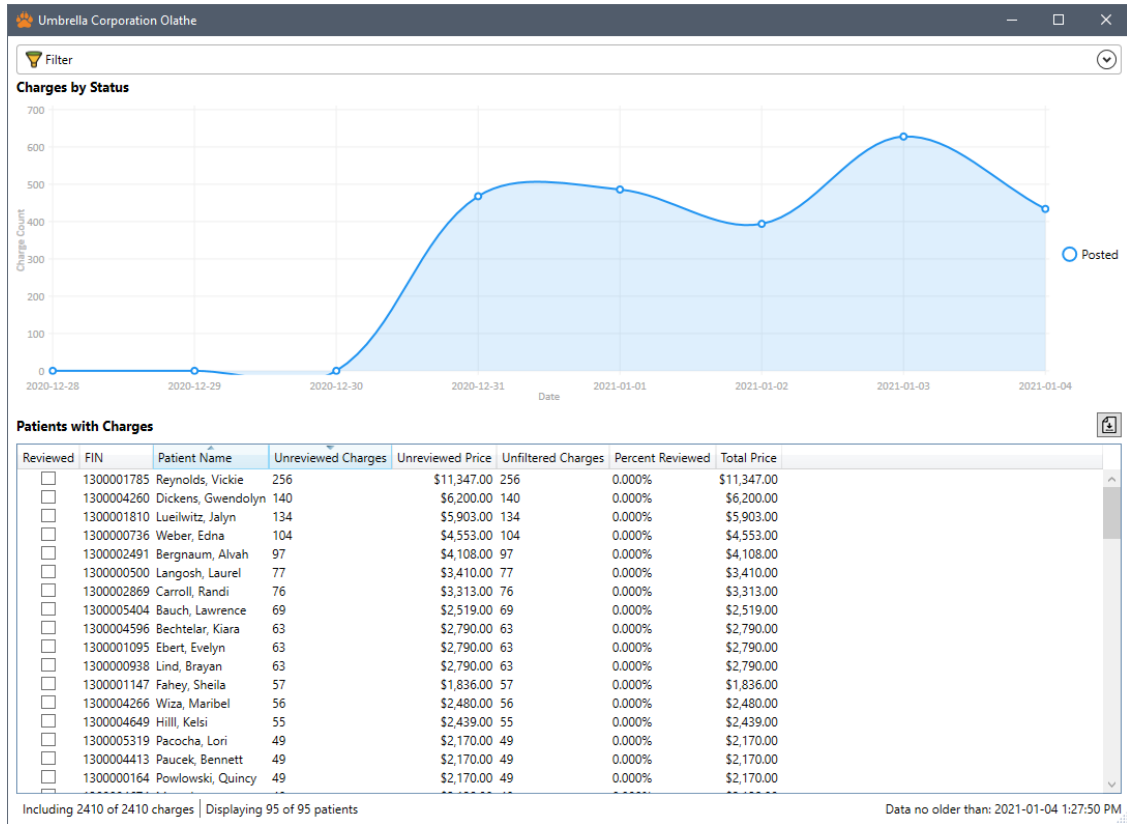 Umbrella Corporation Olathe
Filter
Charges by Status
700
600
500
400
300
200
100
0
Charge Count
Posted
2020-12-28 2020-12-29 2020-12-30 2020-12-31 2021-01-01 2021-01-02 2021-01-03 2021-01-04
Date
Patients with Charges
Reviewed FIN Patient Name Unreviewed Charges Unreviewed Price Unfiltered Charges Percent Reviewed Total Price
1300001785 Reynolds, Vickie 256 $11,347.00 256 0.000% $11,347.00
1300004260 Dickens, Gwendolyn 140 $6,200.00 140 0.000% $6,200.00
1300001810 Lueilwitz, Jalyn 134 $5,903.00 134 0.000% $5,903.00
1300000736 Weber, Edna 104 $4,553.00 104 0.000% $4,553.00
1300002491 Bergnaum, Alvah 97 $4,108.00 97 0.000% $4,108.00
1300000500 Langosh, Laurel 77 $3,410.00 77 0.000% $3,410.00
1300002869 Carroll, Randi 76 $3,313.00 76 0.000% $3,313.00
1300005404 Bauch, Lawrence 69 $2,519.00 69 0.000% $2,519.00
1300004596 Bechtelar, Kiara 63 $2,790.00 63 0.000% $2,790.00
1300001095 Ebert, Evelyn 63 $2,790.00 63 0.000% $2,790.00
1300000938 Lind, Brayan 63 $2,790.00 63 0.000% $2,790.00
1300001147 Fahey, Sheila 57 $1,836.00 57 0.000% $1,836.00
1300004266 Wiza, Maribel 56 $2,480.00 56 0.000% $2,480.00
1300004649 Hilll, Kelsi 55 $2,439.00 55 0.000% $2,439.00
1300005319 Pacocha, Lori 49 $2,170.00 49 0.000% $2,170.00
1300004413 Paucek, Bennett 49 $2,170.00 49 0.000% $2,170.00
1300000164 Powlowski, Quincy 49 $2,170.00 49 0.000% $2,170.00
Including 2410 of 2410 charges Displaying 95 of 95 patients
Data no older than: 2021-01-04 1:27:50 PM